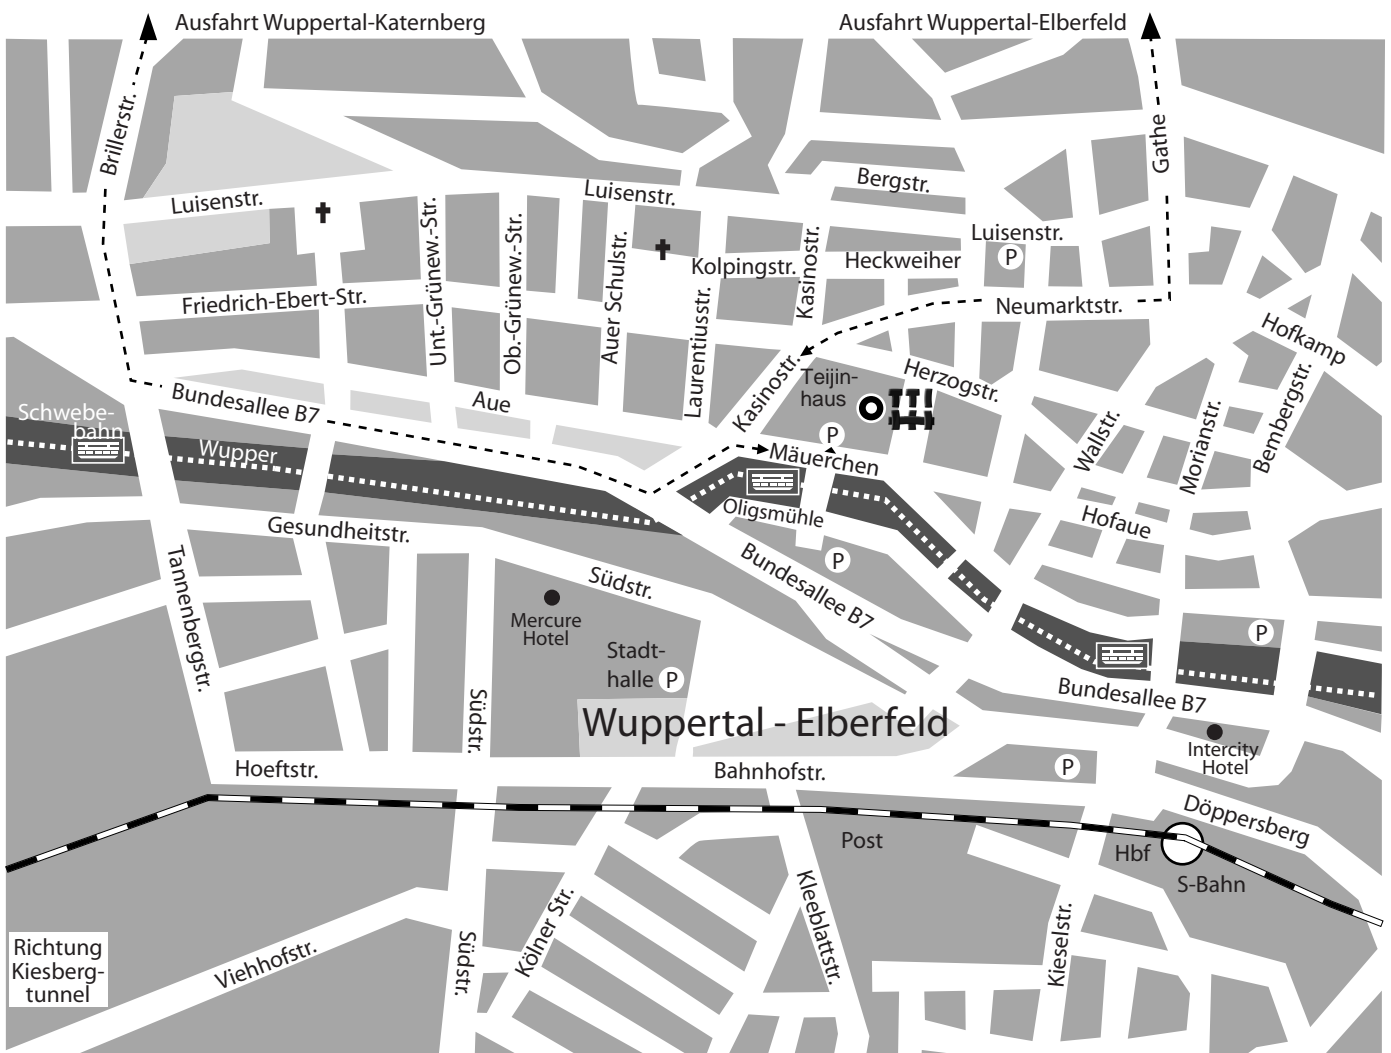 Ausfahrt Wuppertal-Katernberg
Ausfahrt Wuppertal-Elberfeld
Brillerstr.
Gathe
Luisenstr.
Luisenstr.
Bergstr.
Luisenstr.
P
Unt.-Grünew.-Str.
Ob.-Grünew.-Str.
Auer Schulstr.
Kolpingstr.
Kasinostr.
Heckweiher
Friedrich-Ebert-Str.
Laurentiusstr.
Neumarktstr.
Hofkamp
Kasinostr.
Teijin-
haus
Herzogstr.
Bundesallee B7
Aue
Schwebe-
bahn
Wupper
P
Mäuerchen
Wallstr.
Morianstr.
Bembergstr.
Oligsmühle
Hofaue
Gesundheitstr.
Tannenbergstr.
Südstr.
Bundesallee B7
P
Mercure
Hotel
Stadt-
halle P
P
Bundesallee B7
Südstr.
Wuppertal - Elberfeld
Intercity
Hotel
Hoeftstr.
Bahnhofstr.
P
Döppersberg
Post
Hbf
S-Bahn
Kölner Str.
Kleeblattstr.
Kieselstr.
Südstr.
Viehhofstr.
Richtung
Kiesberg-
tunnel